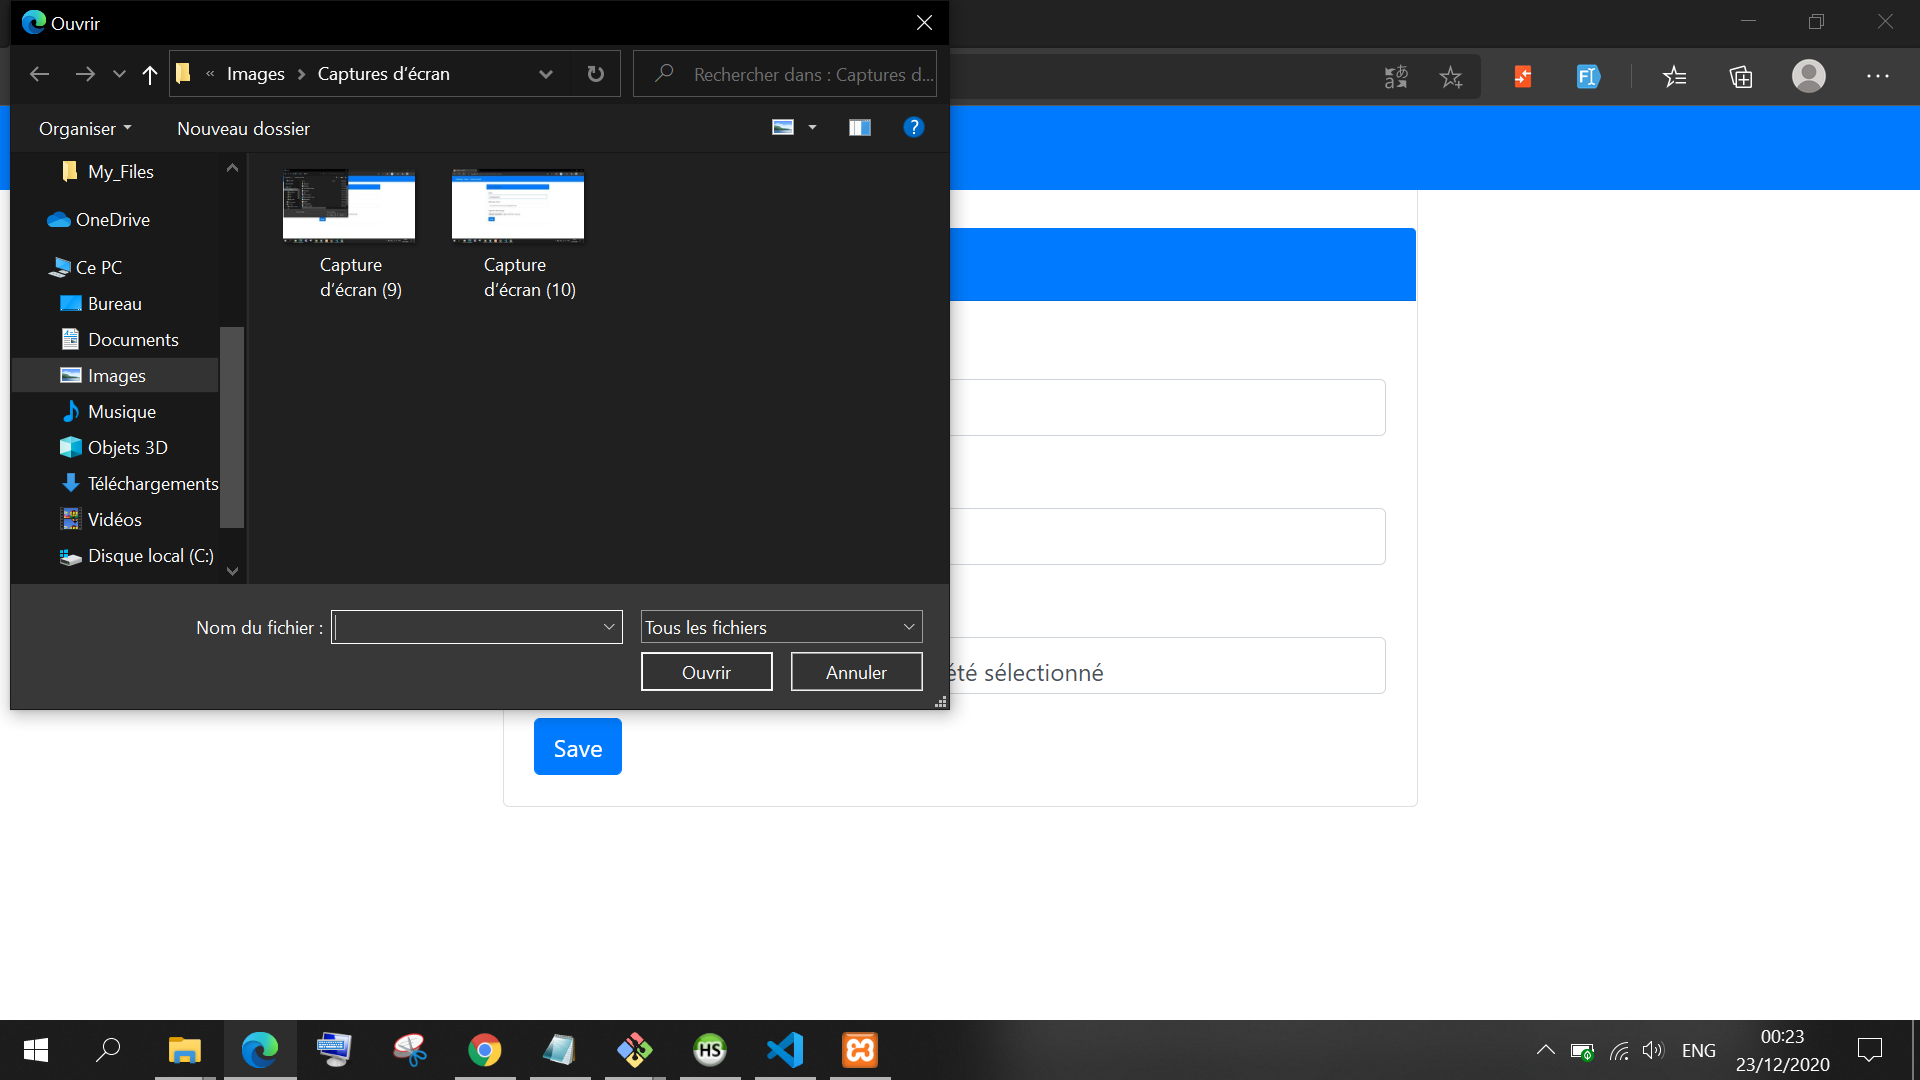 Ouvrir
« Images > Captures d'écran
Rechercher dans : Captures d...
Organiser
Nouveau dossier
My_Files
OneDrive
Ce PC
Bureau
Documents
Images
Musique
Objets 3D
Téléchargements
Vidéos
Disque local (C:)
Capture
d'écran (9)
Capture
d'écran (10)
Nom du fichier :
Tous les fichiers
Ouvrir
Annuler
été sélectionné
Save
HS
ENG
00:23
23/12/2020